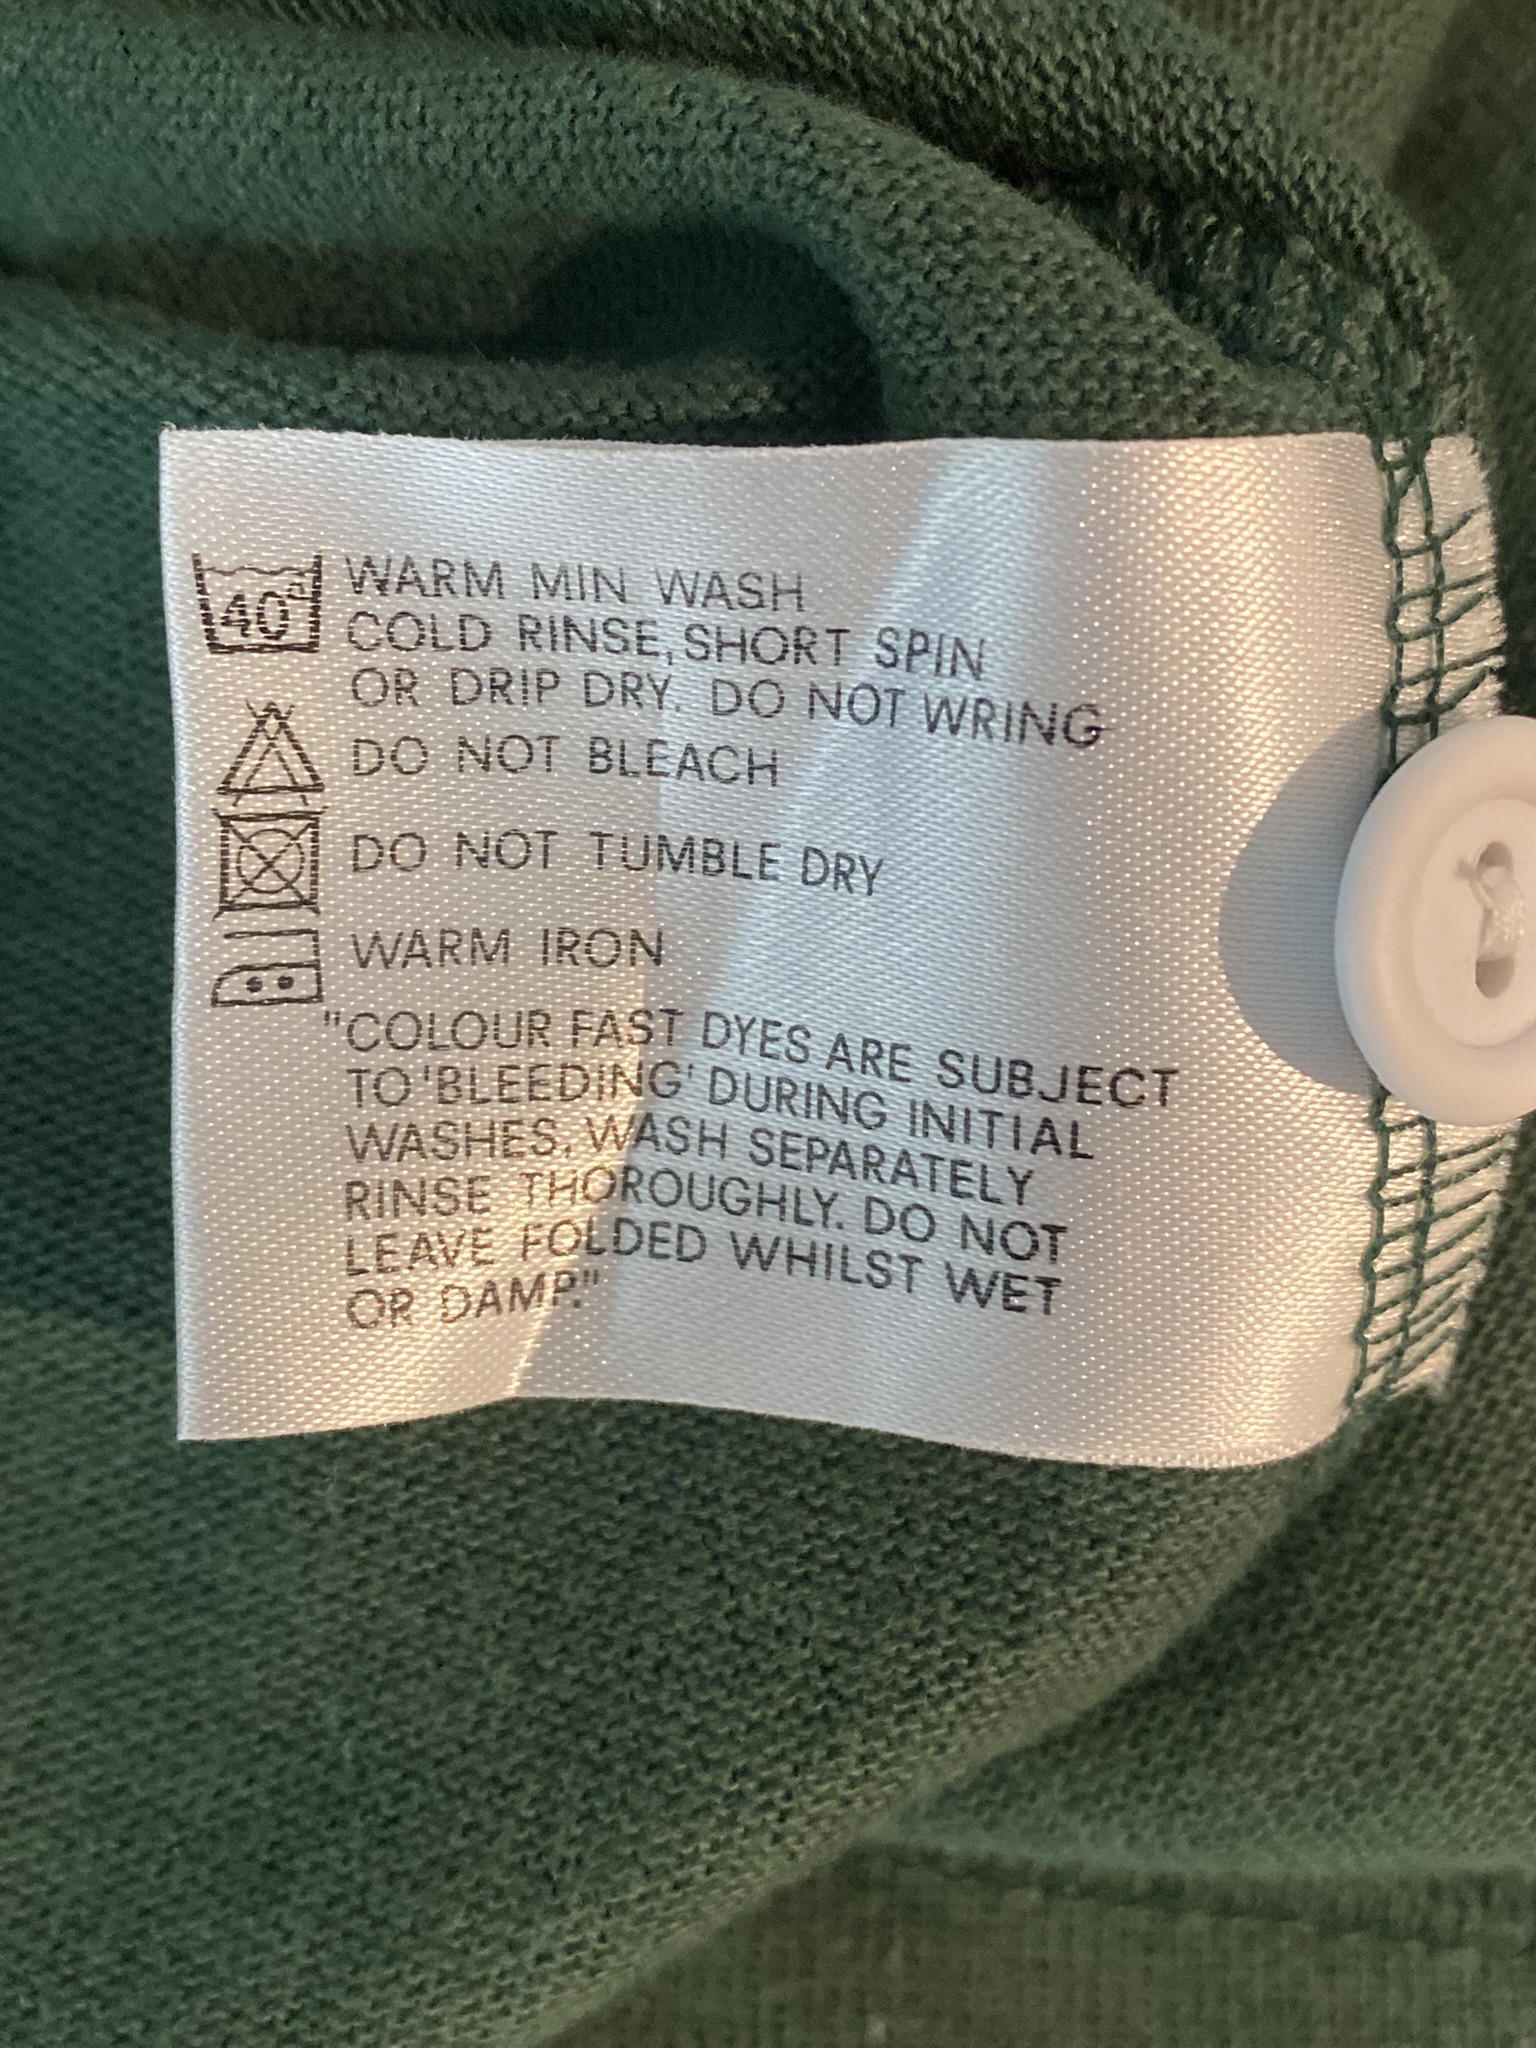 40° WARM MIN WASH
COLD RINSE, SHORT SPIN
OR DRIP DRY. DO NOT WRING
DO NOT BLEACH
DO NOT TUMBLE DRY
WARM IRON
"COLOUR FAST DYES ARE SUBJECT
TO 'BLEEDING' DURING INITIAL
WASHES, WASH SEPARATELY
RINSE THOROUGHLY. DO NOT
LEAVE FOLDED WHILST WET
OR DAMP."